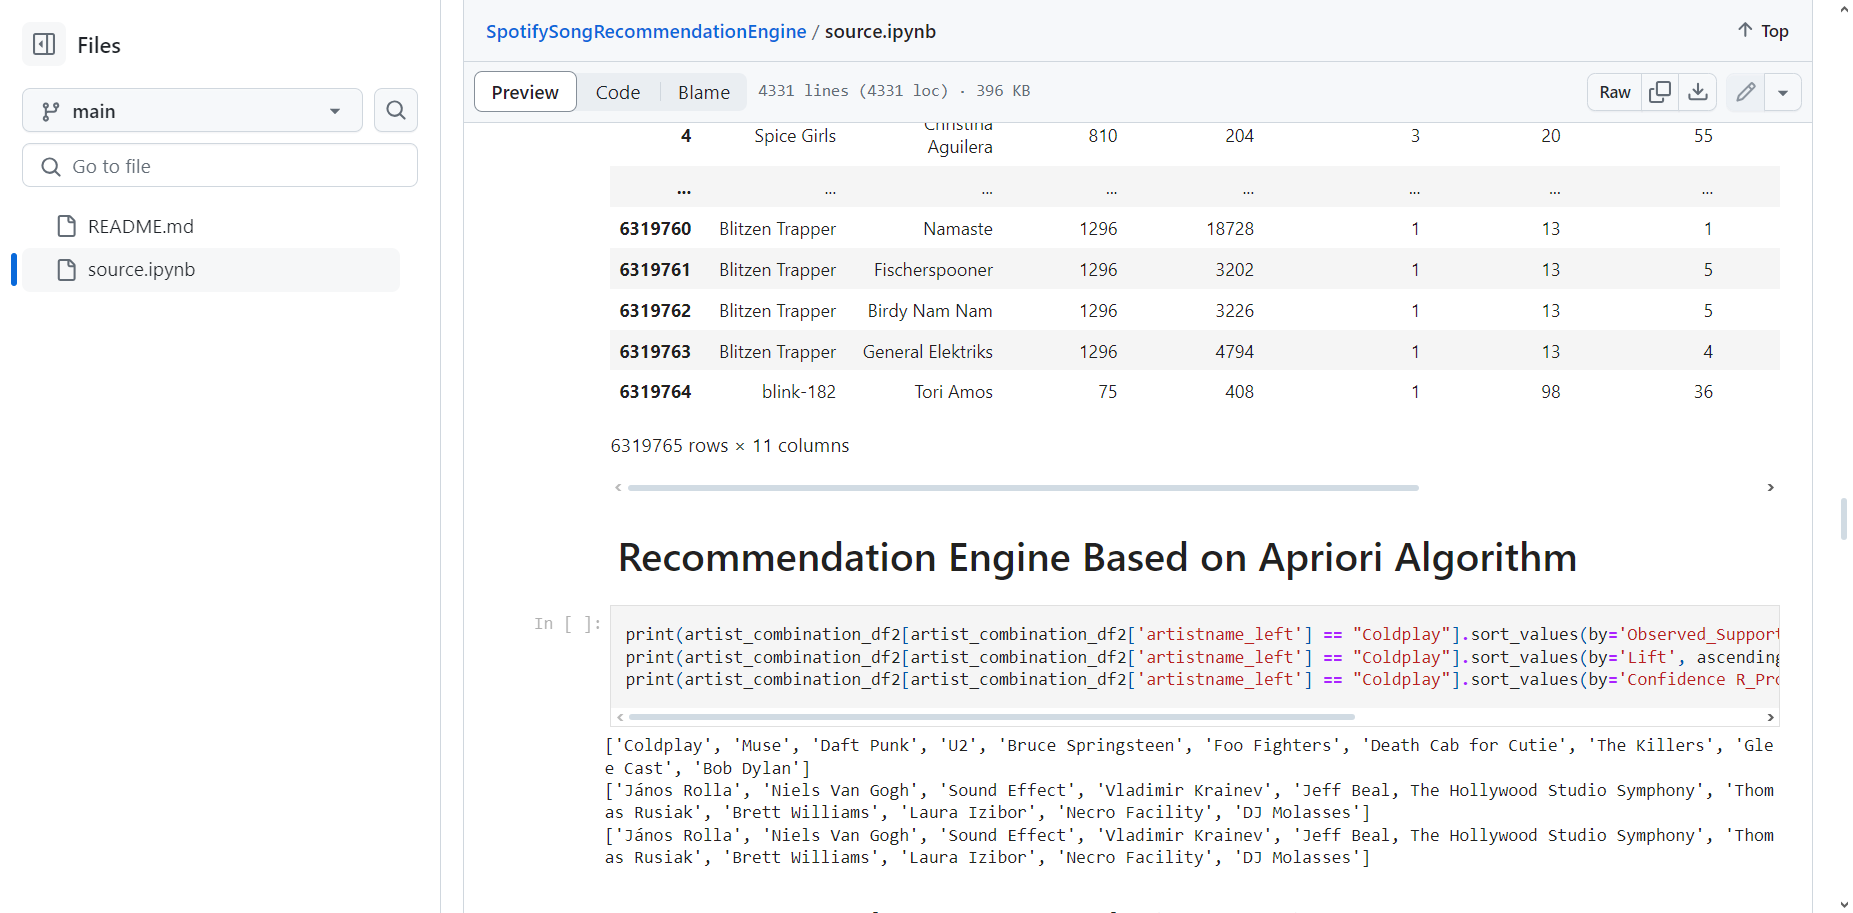 Files
main
Go to file
README.md
source.ipynb
SpotifySongRecommendationEngine / source.ipynb
Top
Preview Code Blame 4331 lines (4331 loc) · 396 KB
Raw
4 Spice Girls Christina Aguilera 810 204 3 20 55
... ... ... ... ... ... ... ...
6319760 Blitzen Trapper Namaste 1296 18728 1 13 1
6319761 Blitzen Trapper Fischerspooner 1296 3202 1 13 5
6319762 Blitzen Trapper Birdy Nam Nam 1296 3226 1 13 5
6319763 Blitzen Trapper General Elektriks 1296 4794 1 13 4
6319764 blink-182 Tori Amos 75 408 1 98 36
6319765 rows × 11 columns
Recommendation Engine Based on Apriori Algorithm
In [ ]:
print(artist_combination_df2[artist_combination_df2['artistname_left'] == "Coldplay"].sort_values(by='Observed_Support
print(artist_combination_df2[artist_combination_df2['artistname_left'] == "Coldplay"].sort_values(by='Lift', ascending
print(artist_combination_df2[artist_combination_df2['artistname_left'] == "Coldplay"].sort_values(by='Confidence R_Pro
['Coldplay', 'Muse', 'Daft Punk', 'U2', 'Bruce Springsteen', 'Foo Fighters', 'Death Cab for Cutie', 'The Killers', 'Gle
e Cast', 'Bob Dylan']
['János Rolla', 'Niels Van Gogh', 'Sound Effect', 'Vladimir Krainev', 'Jeff Beal, The Hollywood Studio Symphony', 'Thom
as Rusiak', 'Brett Williams', 'Laura Izibor', 'Necro Facility', 'DJ Molasses']
['János Rolla', 'Niels Van Gogh', 'Sound Effect', 'Vladimir Krainev', 'Jeff Beal, The Hollywood Studio Symphony', 'Thom
as Rusiak', 'Brett Williams', 'Laura Izibor', 'Necro Facility', 'DJ Molasses']